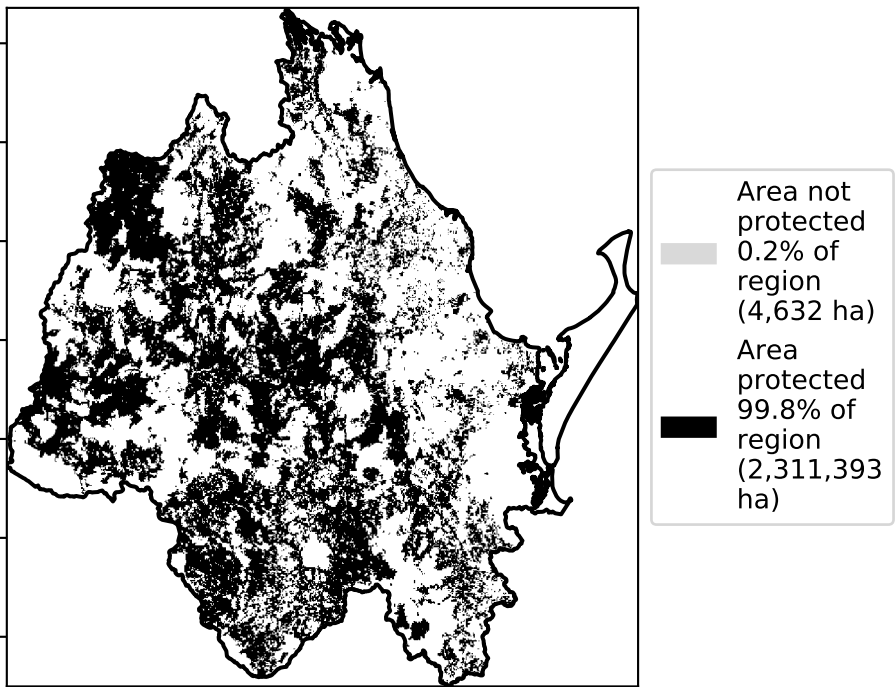 Area not
protected
0.2% of
region
(4,632 ha)
Area
protected
99.8% of
region
(2,311,393
ha)